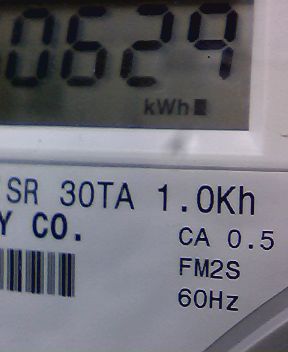 0629
kWh
SR 30TA 1.0Kh
Y CO.
CA 0.5
FM2S
60Hz